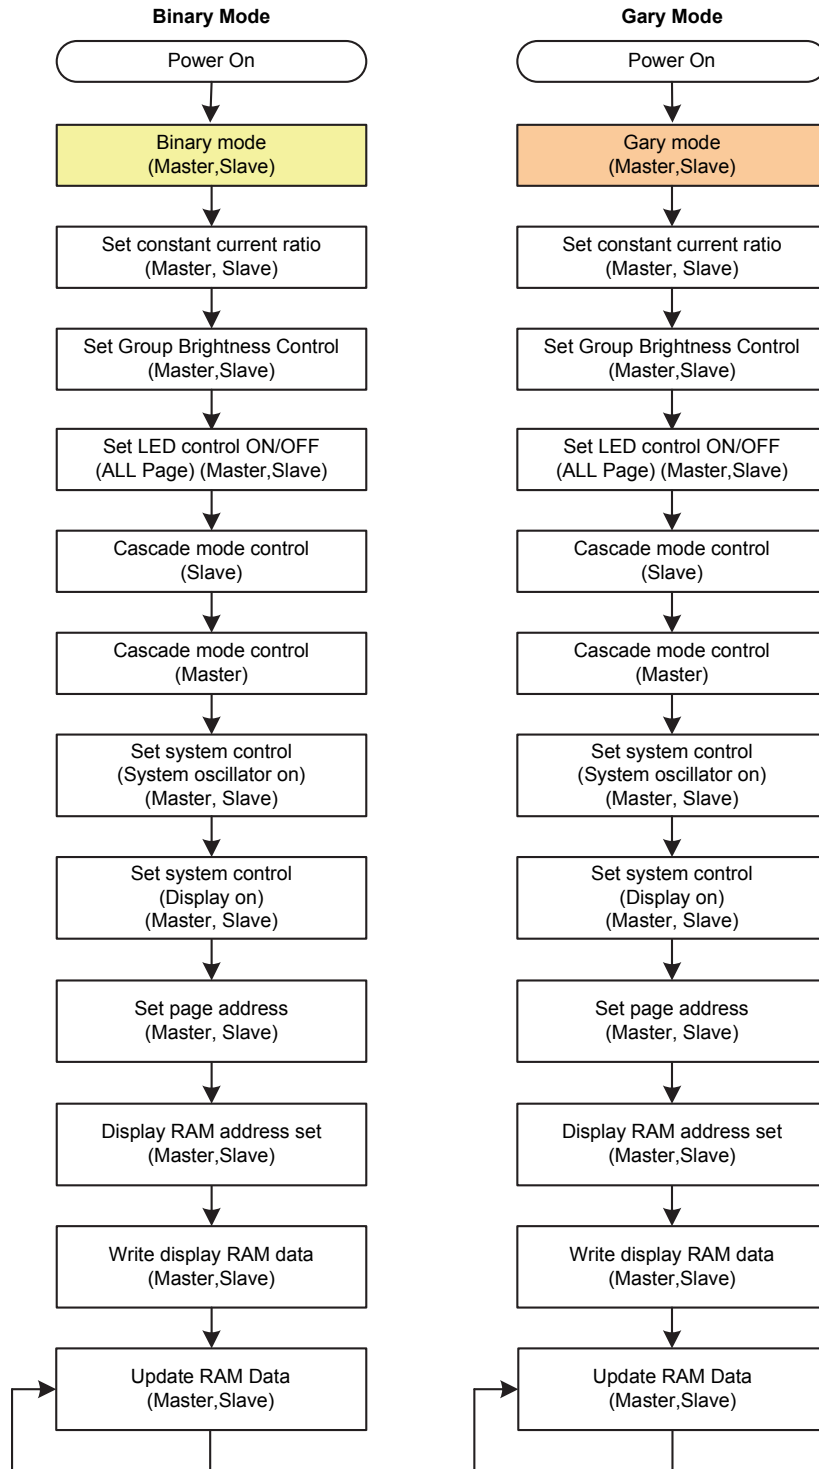 Binary Mode
Power On
Binary mode
(Master,Slave)
Set constant current ratio
(Master, Slave)
Set Group Brightness Control
(Master,Slave)
Set LED control ON/OFF
(ALL Page) (Master,Slave)
Cascade mode control
(Slave)
Cascade mode control
(Master)
Set system control
(System oscillator on)
(Master, Slave)
Set system control
(Display on)
(Master, Slave)
Set page address
(Master, Slave)
Display RAM address set
(Master,Slave)
Write display RAM data
(Master,Slave)
Update RAM Data
(Master,Slave)
Gary Mode
Power On
Gary mode
(Master,Slave)
Set constant current ratio
(Master, Slave)
Set Group Brightness Control
(Master,Slave)
Set LED control ON/OFF
(ALL Page) (Master,Slave)
Cascade mode control
(Slave)
Cascade mode control
(Master)
Set system control
(System oscillator on)
(Master, Slave)
Set system control
(Display on)
(Master, Slave)
Set page address
(Master, Slave)
Display RAM address set
(Master,Slave)
Write display RAM data
(Master,Slave)
Update RAM Data
(Master,Slave)